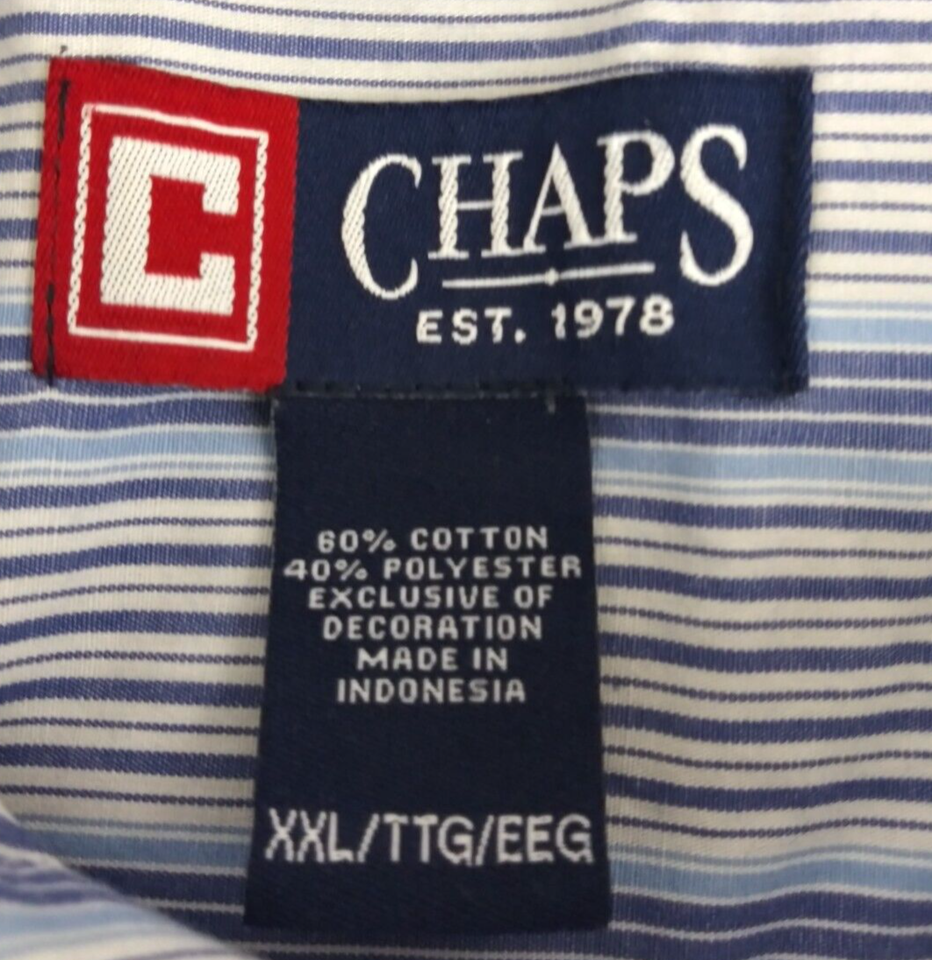 C
CHAPS
EST. 1978
60% COTTON
40% POLYESTER
EXCLUSIVE OF
DECORATION
MADE IN
INDONESIA
XXL/TTG/EEG